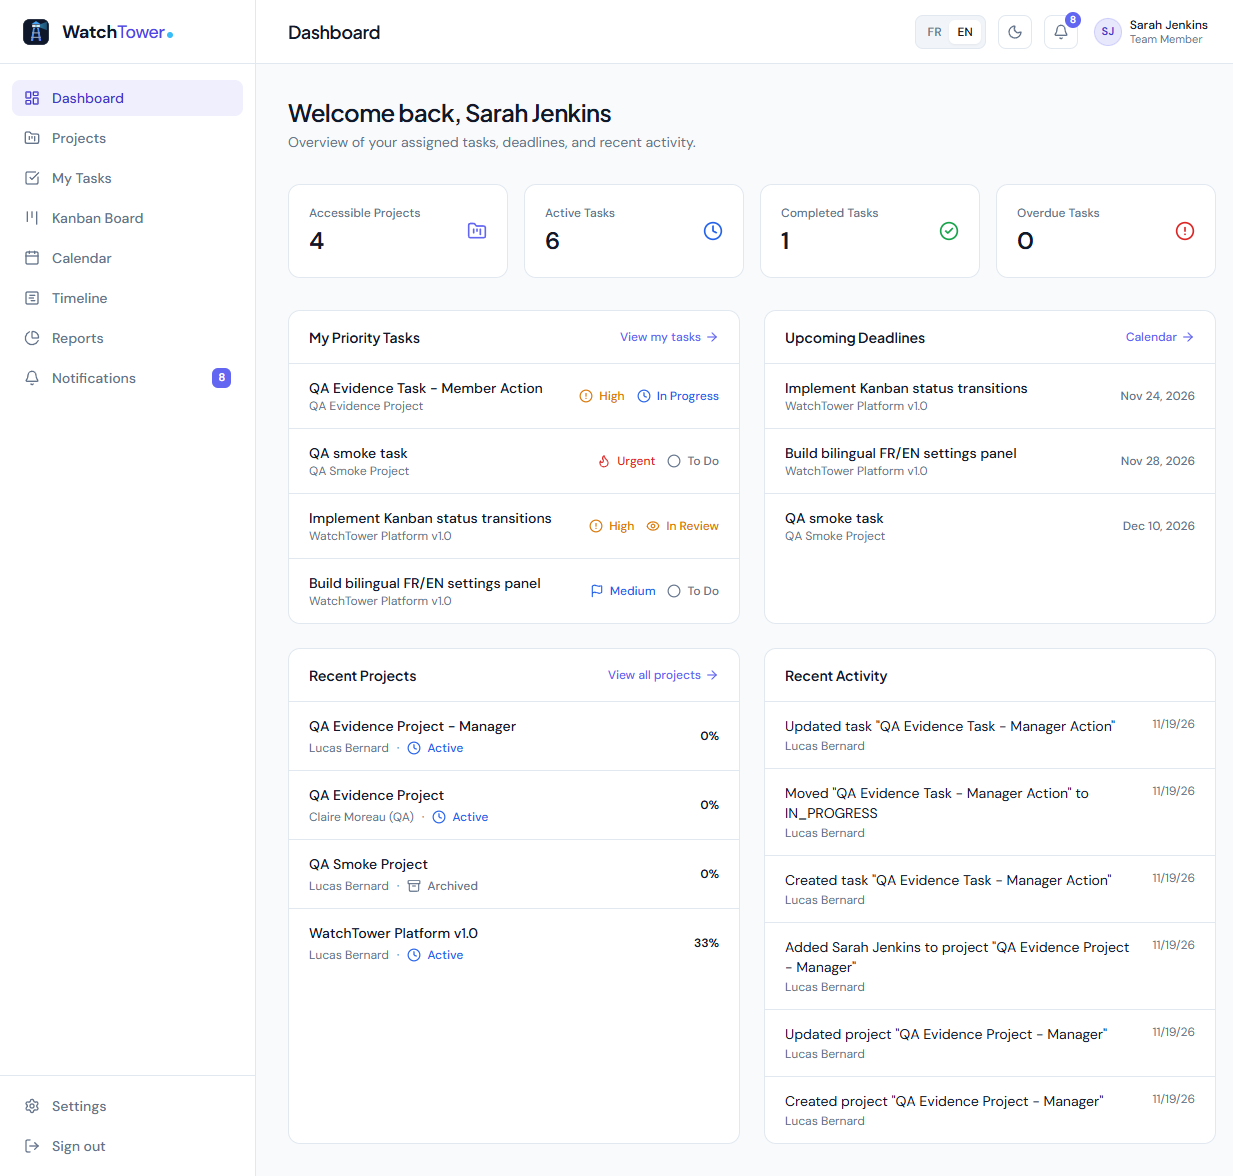 WatchTower
Dashboard
Projects
My Tasks
Kanban Board
Calendar
Timeline
Reports
Notifications 8
Settings
Sign out
Dashboard
FR EN
8
SJ
Sarah Jenkins
Team Member
Welcome back, Sarah Jenkins
Overview of your assigned tasks, deadlines, and recent activity.
Accessible Projects
4
Active Tasks
6
Completed Tasks
1
Overdue Tasks
0
My Priority Tasks View my tasks →
QA Evidence Task - Member Action
QA Evidence Project
High In Progress
QA smoke task
QA Smoke Project
Urgent To Do
Implement Kanban status transitions
WatchTower Platform v1.0
High In Review
Build bilingual FR/EN settings panel
WatchTower Platform v1.0
Medium To Do
Upcoming Deadlines Calendar →
Implement Kanban status transitions
WatchTower Platform v1.0
Nov 24, 2026
Build bilingual FR/EN settings panel
WatchTower Platform v1.0
Nov 28, 2026
QA smoke task
QA Smoke Project
Dec 10, 2026
Recent Projects View all projects →
QA Evidence Project - Manager
Lucas Bernard · Active
0%
QA Evidence Project
Claire Moreau (QA) · Active
0%
QA Smoke Project
Lucas Bernard · Archived
0%
WatchTower Platform v1.0
Lucas Bernard · Active
33%
Recent Activity
Updated task "QA Evidence Task - Manager Action" 11/19/26
Lucas Bernard
Moved "QA Evidence Task - Manager Action" to 11/19/26
IN_PROGRESS
Lucas Bernard
Created task "QA Evidence Task - Manager Action" 11/19/26
Lucas Bernard
Added Sarah Jenkins to project "QA Evidence Project 11/19/26
- Manager"
Lucas Bernard
Updated project "QA Evidence Project - Manager" 11/19/26
Lucas Bernard
Created project "QA Evidence Project - Manager" 11/19/26
Lucas Bernard